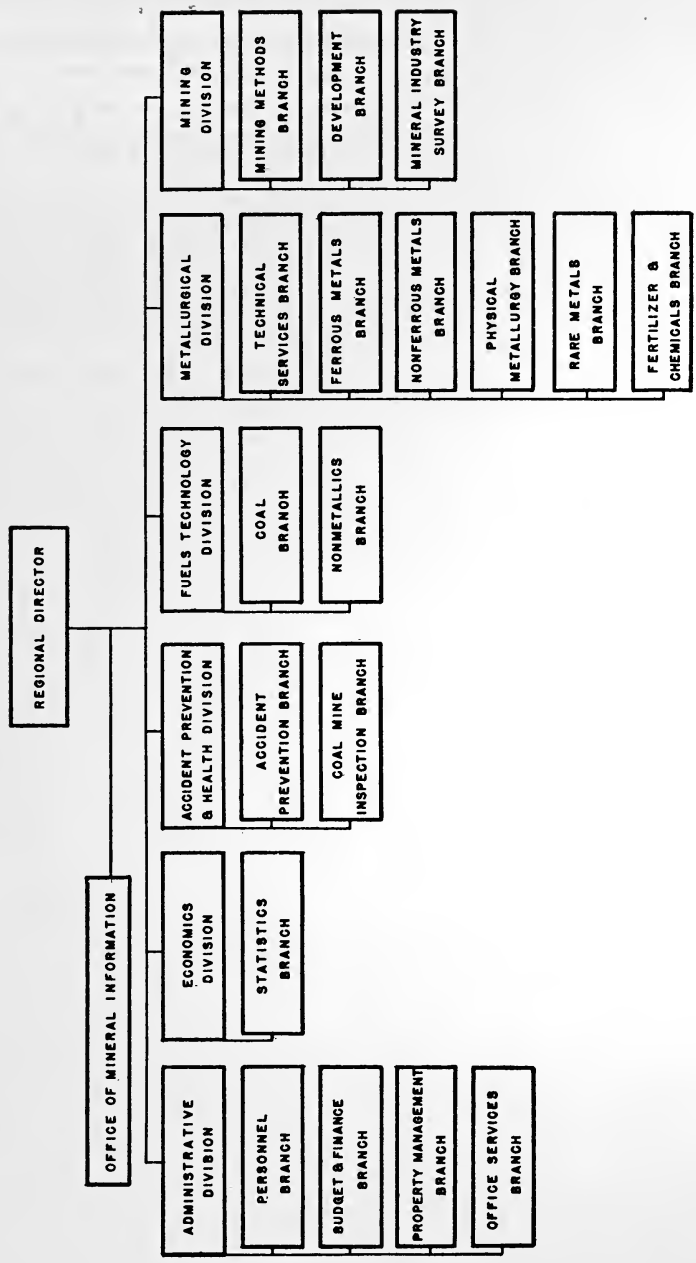 REGIONAL DIRECTOR
OFFICE OF MINERAL INFORMATION
ADMINISTRATIVE
DIVISION
PERSONNEL
BRANCH
BUDGET & FINANCE
BRANCH
PROPERTY MANAGEMENT
BRANCH
OFFICE SERVICES
BRANCH
ECONOMICS
DIVISION
STATISTICS
BRANCH
ACCIDENT PREVENTION
& HEALTH DIVISION
ACCIDENT
PREVENTION BRANCH
COAL MINE
INSPECTION BRANCH
FUELS TECHNOLOGY
DIVISION
COAL
BRANCH
NONMETALLICS
BRANCH
METALLURGICAL
DIVISION
TECHNICAL
SERVICES BRANCH
FERROUS METALS
BRANCH
NONFERROUS METALS
BRANCH
PHYSICAL
METALLURGY BRANCH
RARE METALS
BRANCH
FERTILIZER &
CHEMICALS BRANCH
MINING
DIVISION
MINING METHODS
BRANCH
DEVELOPMENT
BRANCH
MINERAL INDUSTRY
SURVEY BRANCH